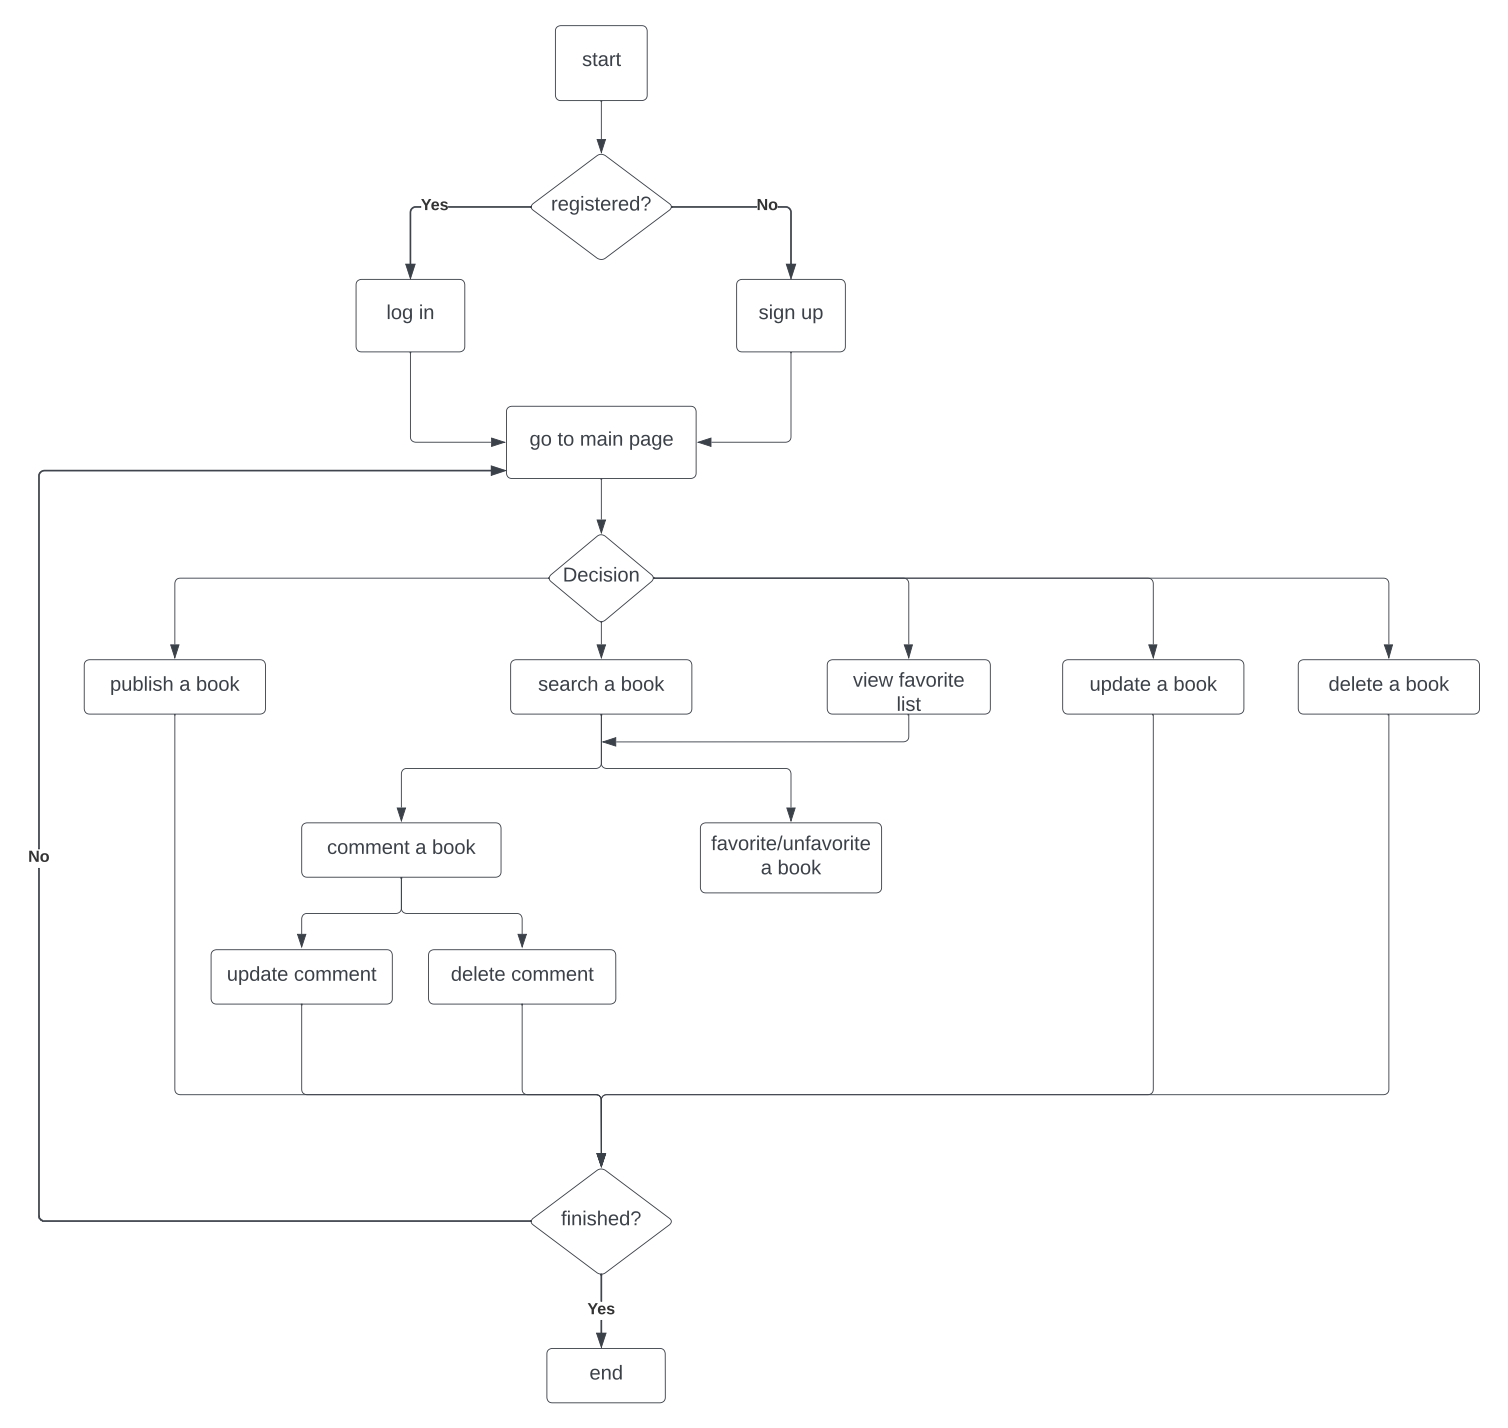 start
registered?
Yes
No
log in
sign up
go to main page
Decision
publish a book
search a book
view favorite
list
update a book
delete a book
comment a book
favorite/unfavorite
a book
No
update comment
delete comment
finished?
Yes
end